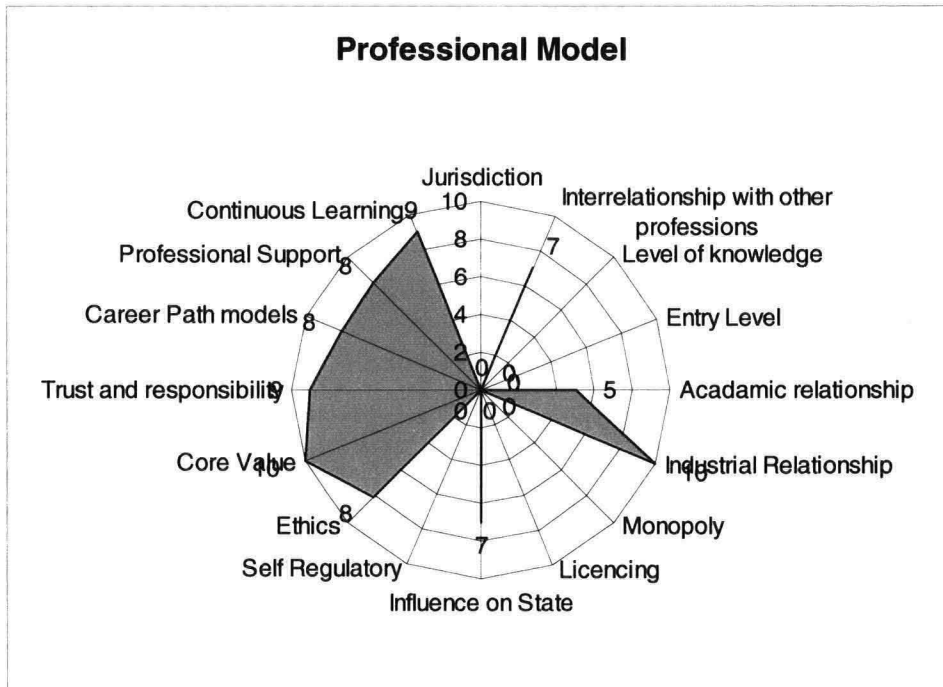 Professional Model
Jurisdiction
Interrelationship with other
professions
Level of knowledge
Entry Level
Acadamic relationship
Industrial Relationship
Monopoly
Licencing
Influence on State
Self Regulatory
Ethics
Core Value
Trust and responsibility
Career Path models
Professional Support
Continuous Learning
10
8
6
4
2
0
0
7
0
0
5
10
0
0
7
0
8
10
9
8
8
9